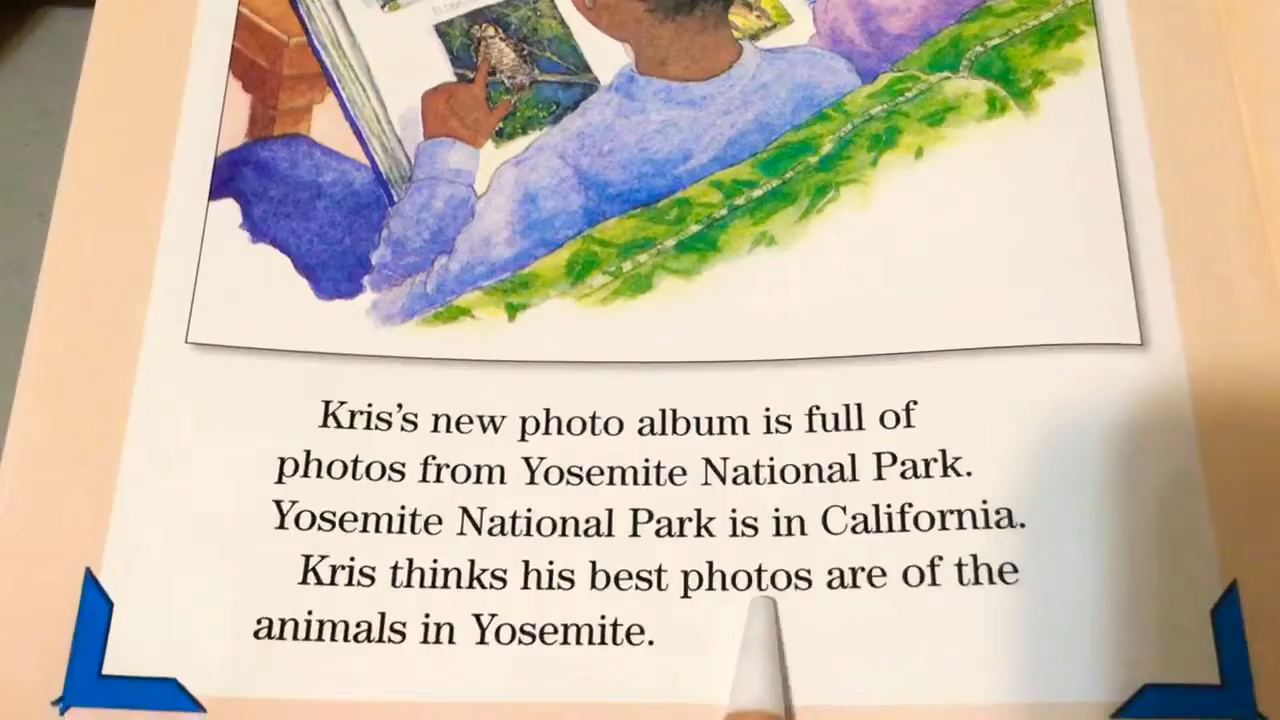 Kris's new photo album is full of
photos from Yosemite National Park.
Yosemite National Park is in California.
Kris thinks his best photos are of the
animals in Yosemite.